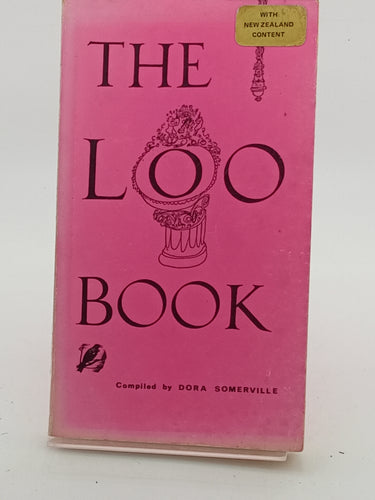 WITH
NEW ZEALAND
CONTENT
THE
LOO
BOOK
Compiled by DORA SOMERVILLE